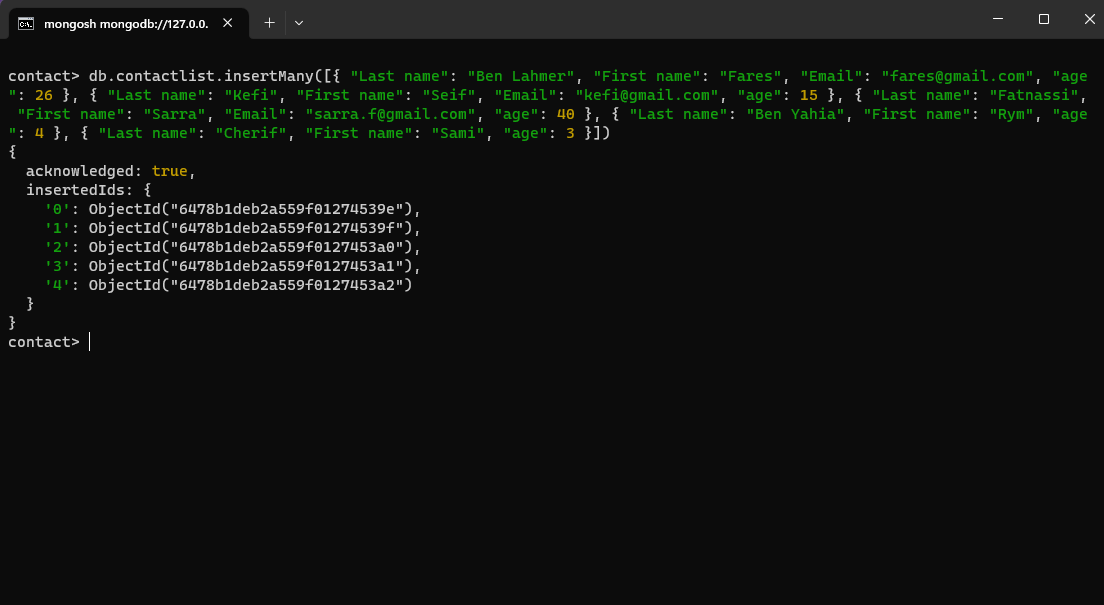 mongosh mongodb://127.0.0.
contact> db.contactlist.insertMany([{ "Last name": "Ben Lahmer", "First name": "Fares", "Email": "fares@gmail.com", "age
": 26 }, { "Last name": "Kefi", "First name": "Seif", "Email": "kefi@gmail.com", "age": 15 }, { "Last name": "Fatnassi",
"First name": "Sarra", "Email": "sarra.f@gmail.com", "age": 40 }, { "Last name": "Ben Yahia", "First name": "Rym", "age
": 4 }, { "Last name": "Cherif", "First name": "Sami", "age": 3 }])
{
  acknowledged: true,
  insertedIds: {
    '0': ObjectId("6478b1deb2a559f01274539e"),
    '1': ObjectId("6478b1deb2a559f01274539f"),
    '2': ObjectId("6478b1deb2a559f0127453a0"),
    '3': ObjectId("6478b1deb2a559f0127453a1"),
    '4': ObjectId("6478b1deb2a559f0127453a2")
  }
}
contact>